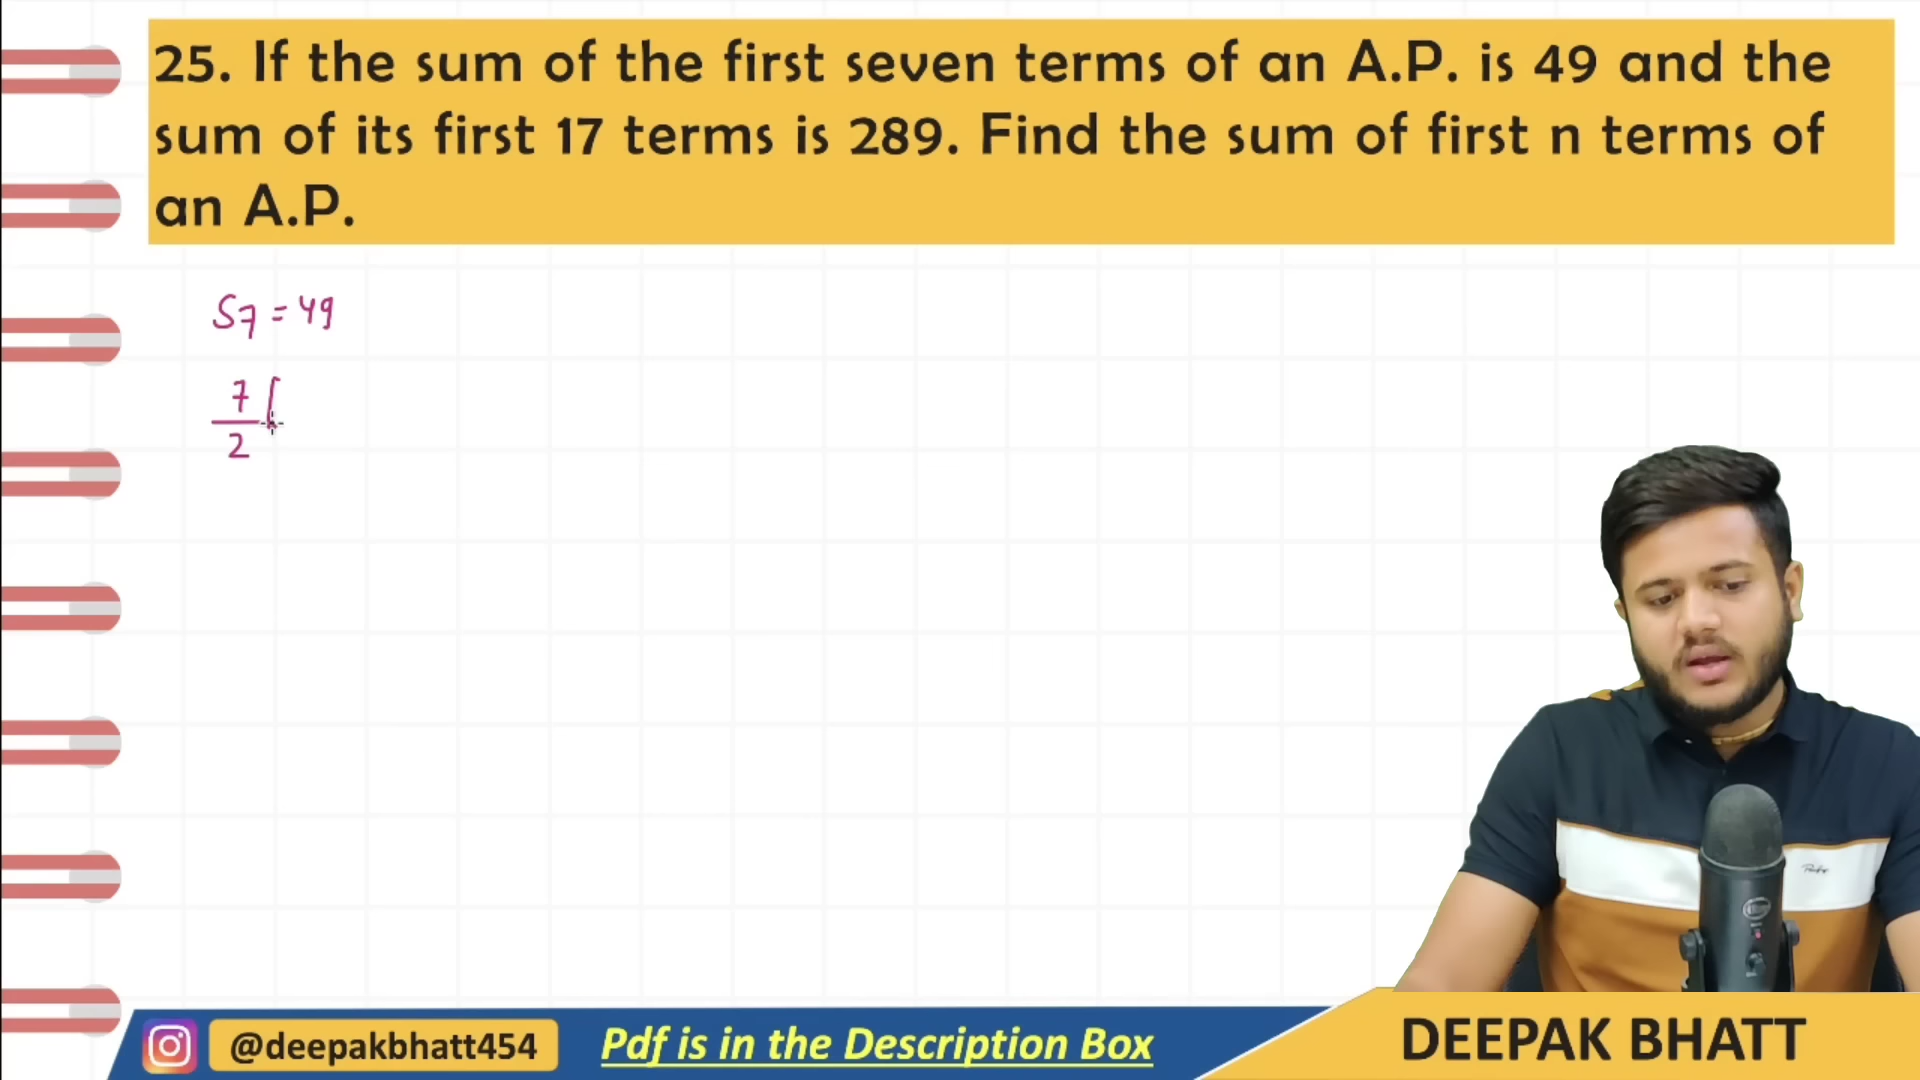 25. If the sum of the first seven terms of an A.P. is 49 and the
sum of its first 17 terms is 289. Find the sum of first n terms of
an A.P.
S7 = 49
7/2 [
@deepakbhatt454
Pdf is in the Description Box
DEEPAK BHATT